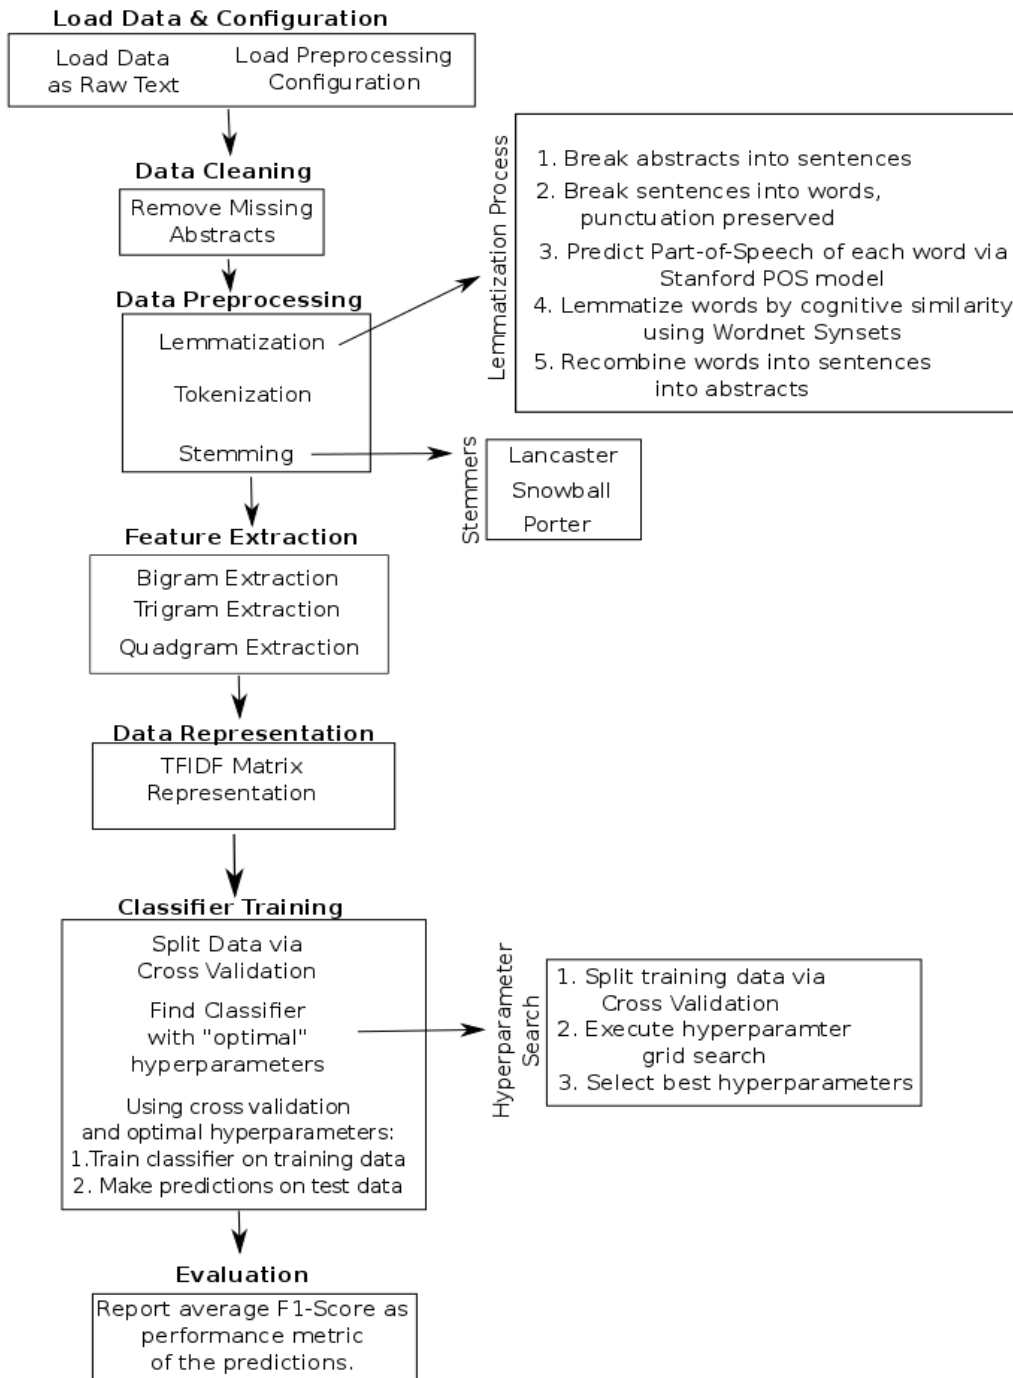 Load Data & Configuration
Load Data
as Raw Text
Load Preprocessing
Configuration
Data Cleaning
Remove Missing
Abstracts
Data Preprocessing
Lemmatization
Tokenization
Stemming
Lemmatization Process
1. Break abstracts into sentences
2. Break sentences into words,
punctuation preserved
3. Predict Part-of-Speech of each word via
Stanford POS model
4. Lemmatize words by cognitive similarity
using Wordnet Synsets
5. Recombine words into sentences
into abstracts
Stemmers
Lancaster
Snowball
Porter
Feature Extraction
Bigram Extraction
Trigram Extraction
Quadgram Extraction
Data Representation
TFIDF Matrix
Representation
Classifier Training
Split Data via
Cross Validation
Find Classifier
with "optimal"
hyperparameters
Using cross validation
and optimal hyperparameters:
1.Train classifier on training data
2. Make predictions on test data
Hyperparameter
Search
1. Split training data via
Cross Validation
2. Execute hyperparamter
grid search
3. Select best hyperparameters
Evaluation
Report average F1-Score as
performance metric
of the predictions.